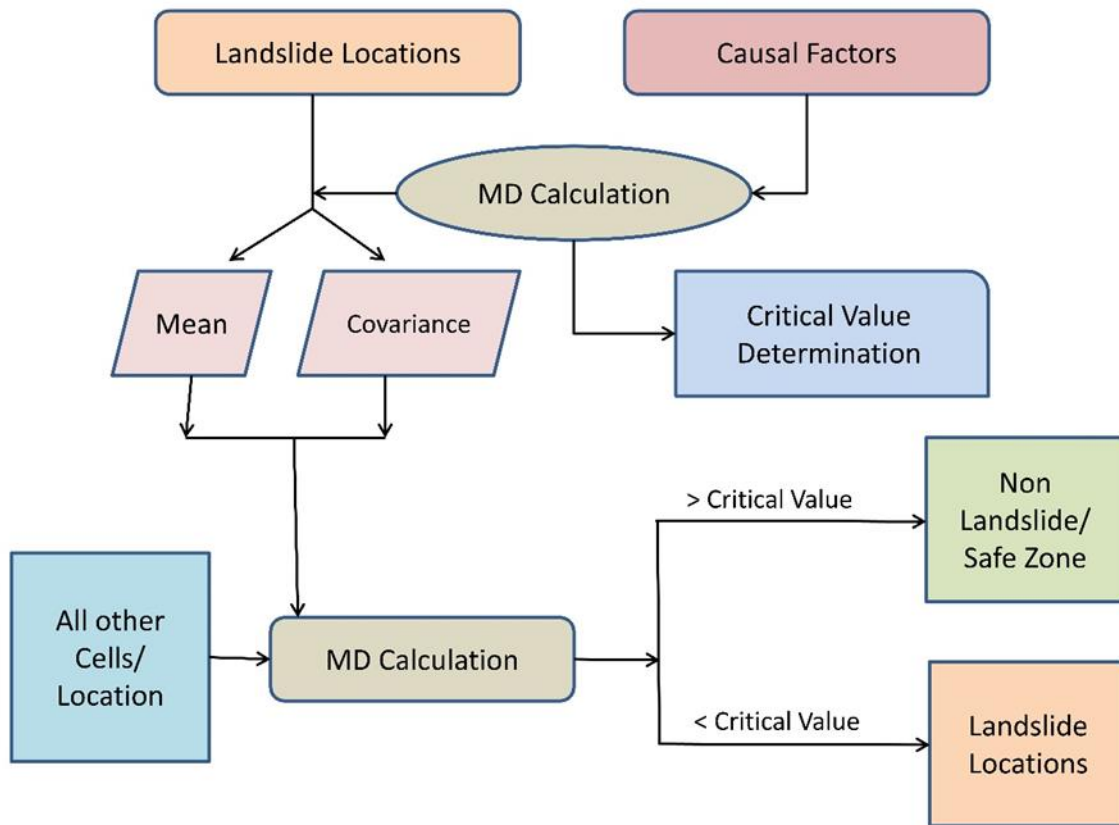 Landslide Locations
Causal Factors
MD Calculation
Mean
Covariance
Critical Value
Determination
> Critical Value
Non
Landslide/
Safe Zone
All other
Cells/
Location
MD Calculation
< Critical Value
Landslide
Locations